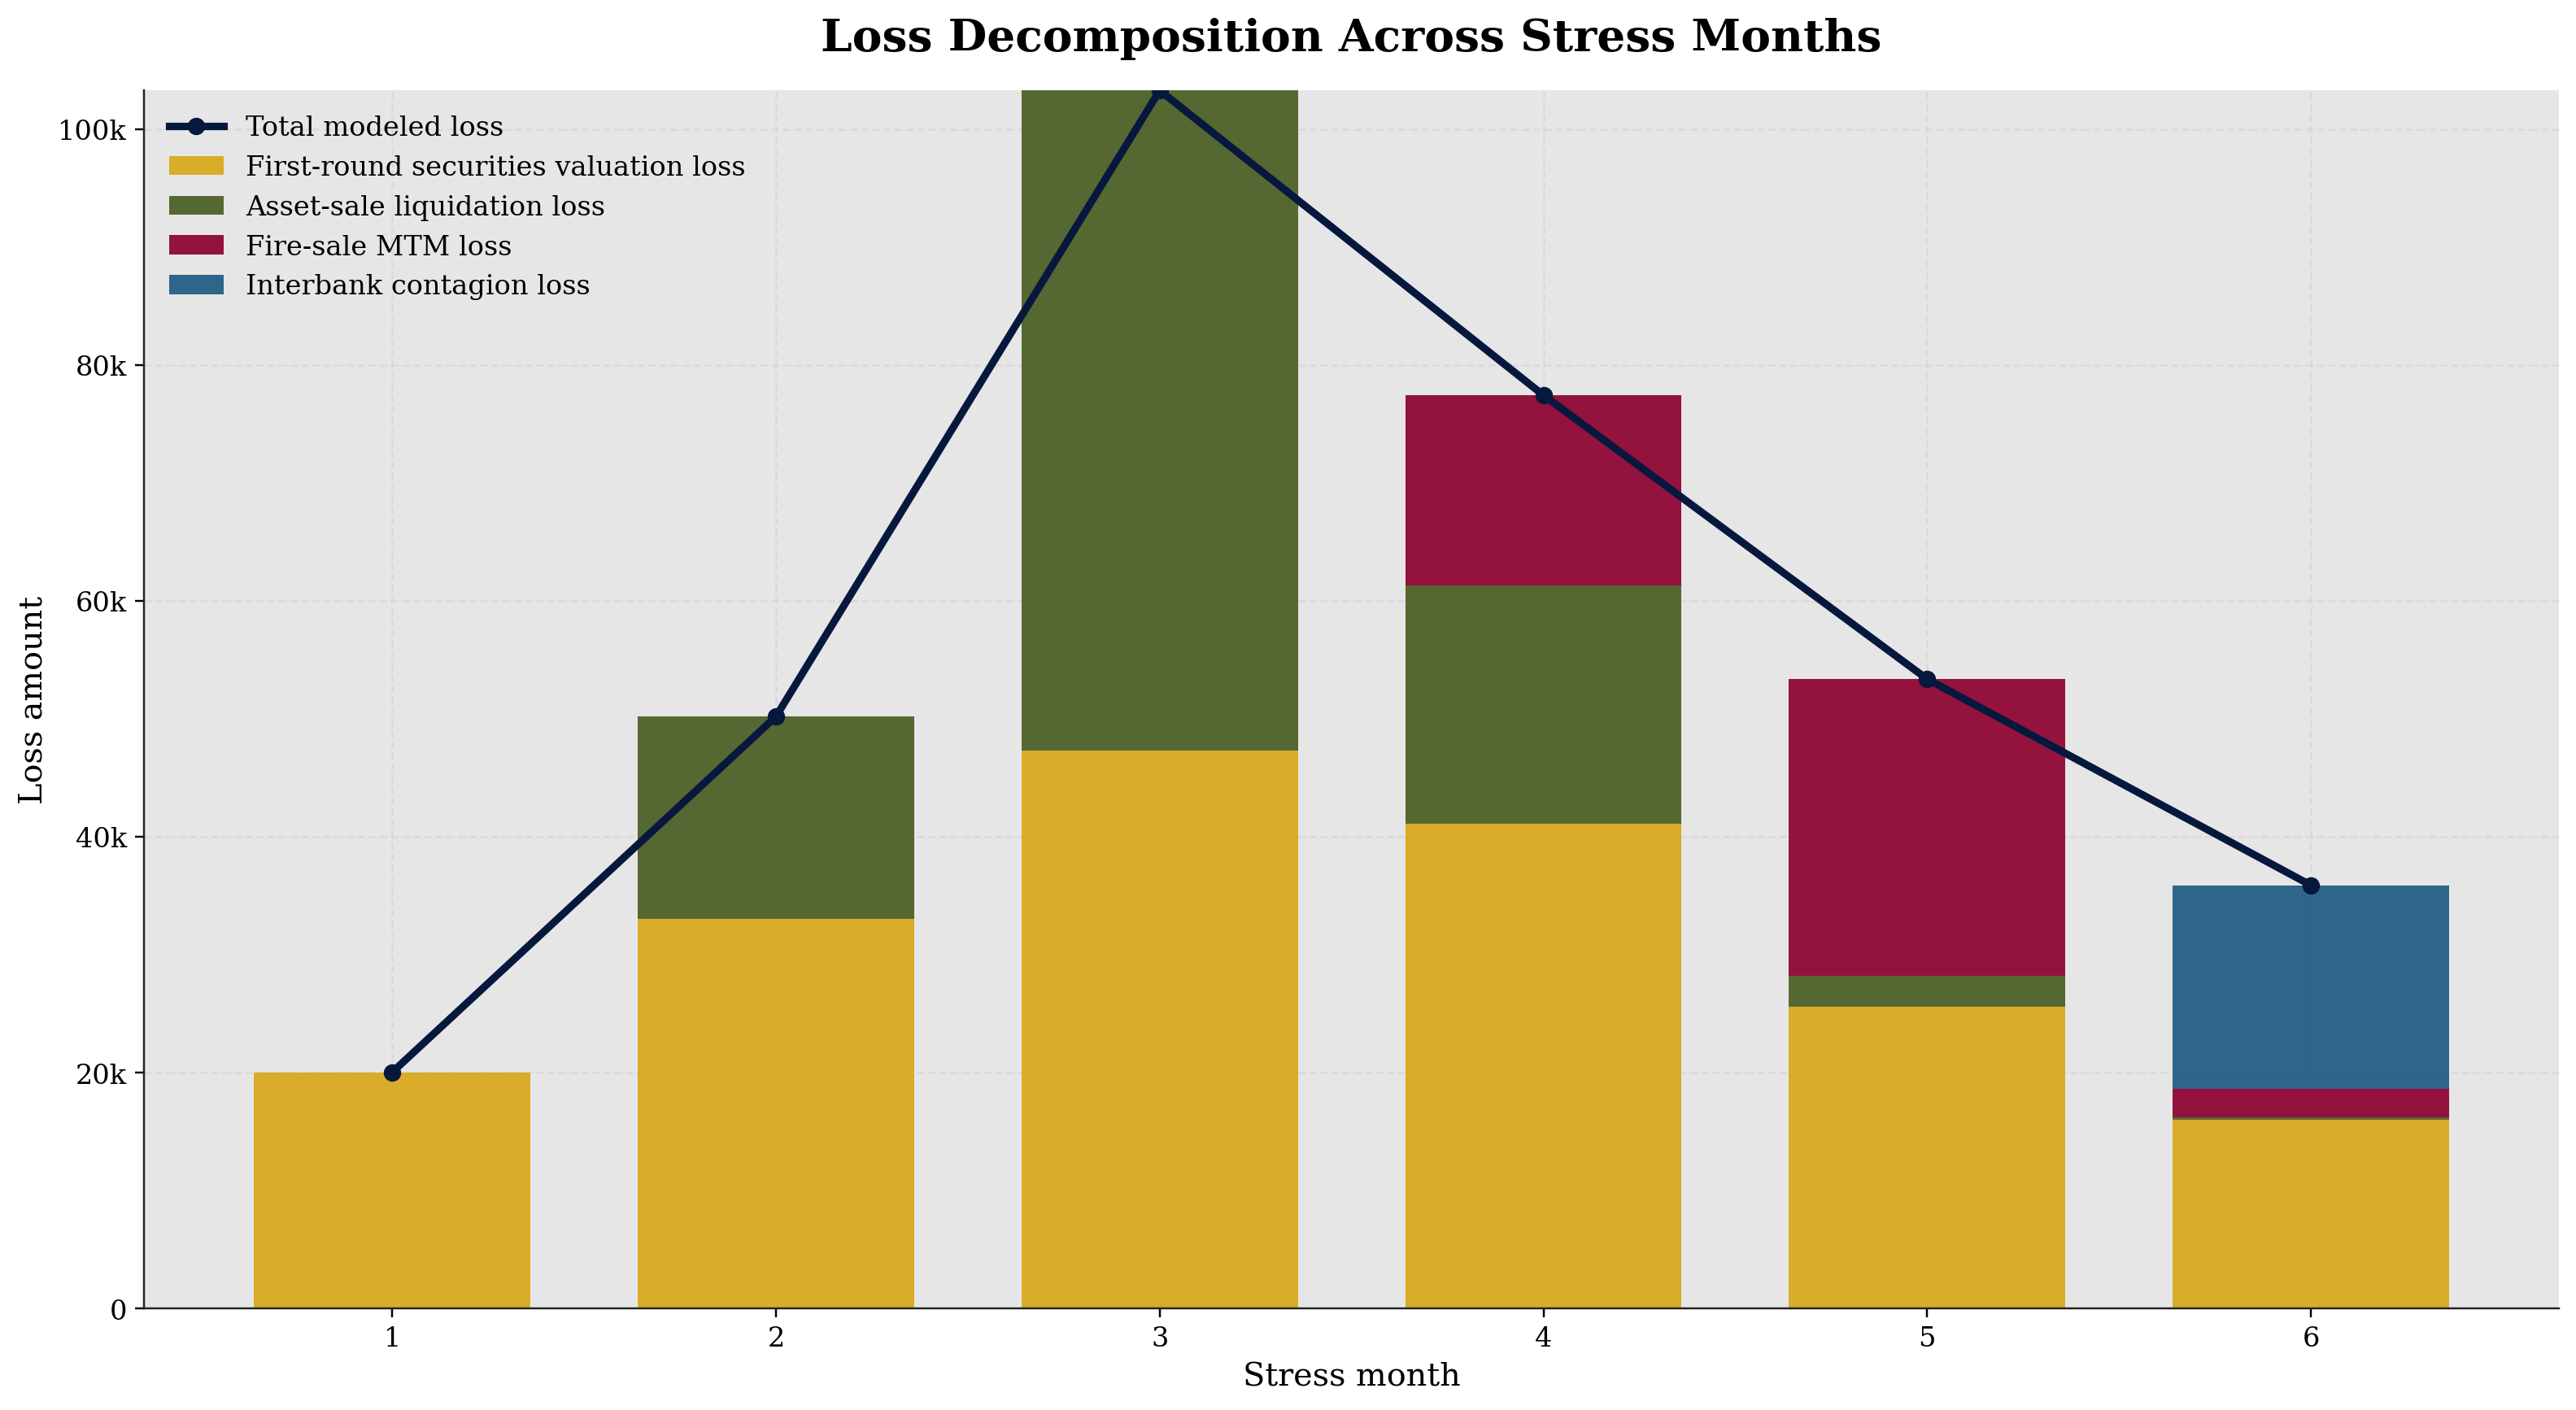 Loss Decomposition Across Stress Months
Total modeled loss
First-round securities valuation loss
Asset-sale liquidation loss
Fire-sale MTM loss
Interbank contagion loss
100k
80k
60k
40k
20k
0
Loss amount
1 2 3 4 5 6
Stress month